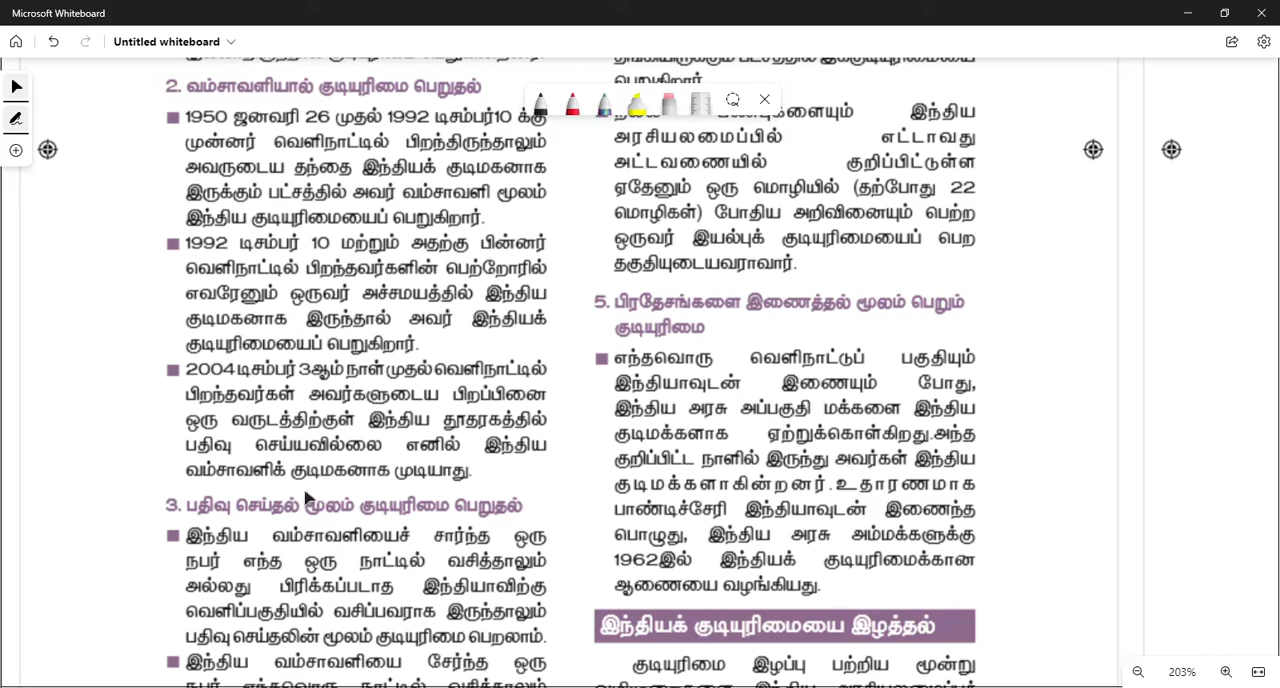 Microsoft Whiteboard
Untitled whiteboard
2. வம்சாவளியால் குடியுரிமை பெறுதல்
1950 ஜனவரி 26 முதல் 1992 டிசம்பர்10 க்கு
முன்னர் வெளிநாட்டில் பிறந்திருந்தாலும்
அவருடைய தந்தை இந்தியக் குடிமகனாக
இருக்கும் பட்சத்தில் அவர் வம்சாவளி மூலம்
இந்திய குடியுரிமையைப் பெறுகிறார்.
1992 டிசம்பர் 10 மற்றும் அதற்கு பின்னர்
வெளிநாட்டில் பிறந்தவர்களின் பெற்றோரில்
எவரேனும் ஒருவர் அச்சமயத்தில் இந்திய
குடிமகனாக இருந்தால் அவர் இந்தியக்
குடியுரிமையைப் பெறுகிறார்.
2004 டிசம்பர் 3ஆம் நாள் முதல் வெளிநாட்டில்
பிறந்தவர்கள் அவர்களுடைய பிறப்பினை
ஒரு வருடத்திற்குள் இந்திய தூதரகத்தில்
பதிவு செய்யவில்லை எனில் இந்திய
வம்சாவளிக் குடிமகனாக முடியாது.
3. பதிவு செய்தல் மூலம் குடியுரிமை பெறுதல்
இந்திய வம்சாவளியைச் சார்ந்த ஒரு
நபர் எந்த ஒரு நாட்டில் வசித்தாலும்
அல்லது பிரிக்கப்படாத இந்தியாவிற்கு
வெளிப்பகுதியில் வசிப்பவராக இருந்தாலும்
பதிவு செய்தலின் மூலம் குடியுரிமை பெறலாம்.
இந்திய வம்சாவளியை சேர்ந்த ஒரு
நபர் எந்தவொரு நாட்டில் வசித்தாலும்
பெறுகிறார்.
இந்திய
அரசியலமைப்பில் எட்டாவது
அட்டவணையில் குறிப்பிட்டுள்ள
ஏதேனும் ஒரு மொழியில் (தற்போது 22
மொழிகள்) போதிய அறிவினையும் பெற்ற
ஒருவர் இயல்புக் குடியுரிமையைப் பெற
தகுதியுடையவராவார்.
5. பிரதேசங்களை இணைத்தல் மூலம் பெறும்
குடியுரிமை
எந்தவொரு வெளிநாட்டுப் பகுதியும்
இந்தியாவுடன் இணையும் போது,
இந்திய அரசு அப்பகுதி மக்களை இந்திய
குடிமக்களாக ஏற்றுக்கொள்கிறது.அந்த
குறிப்பிட்ட நாளில் இருந்து அவர்கள் இந்திய
குடிமக்களாகின்றனர்.உதாரணமாக
பாண்டிச்சேரி இந்தியாவுடன் இணைந்த
பொழுது, இந்திய அரசு அம்மக்களுக்கு
1962இல் இந்தியக் குடியுரிமைக்கான
ஆணையை வழங்கியது.
இந்தியக் குடியுரிமையை இழத்தல்
குடியுரிமை இழப்பு பற்றிய மூன்று
203%